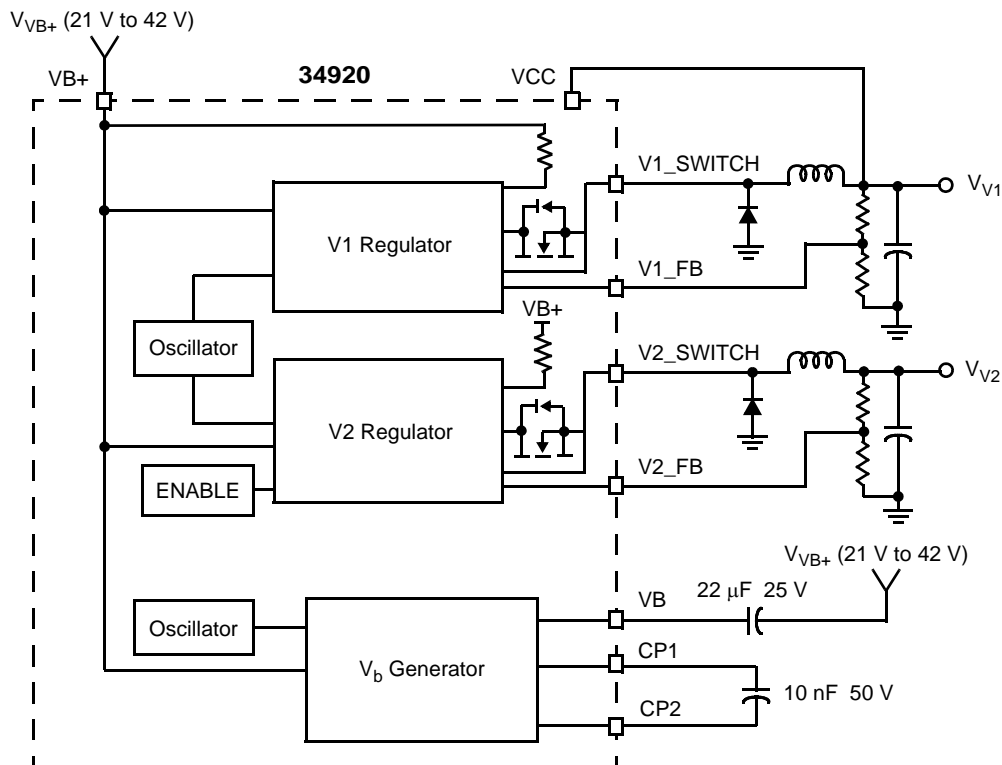 V_VB+ (21 V to 42 V)
VB+
34920
VCC
V1_SWITCH
V_V1
V1 Regulator
V1_FB
VB+
Oscillator
V2_SWITCH
V_V2
V2 Regulator
V2_FB
ENABLE
V_VB+ (21 V to 42 V)
22 μF 25 V
VB
Oscillator
CP1
V_b Generator
10 nF 50 V
CP2